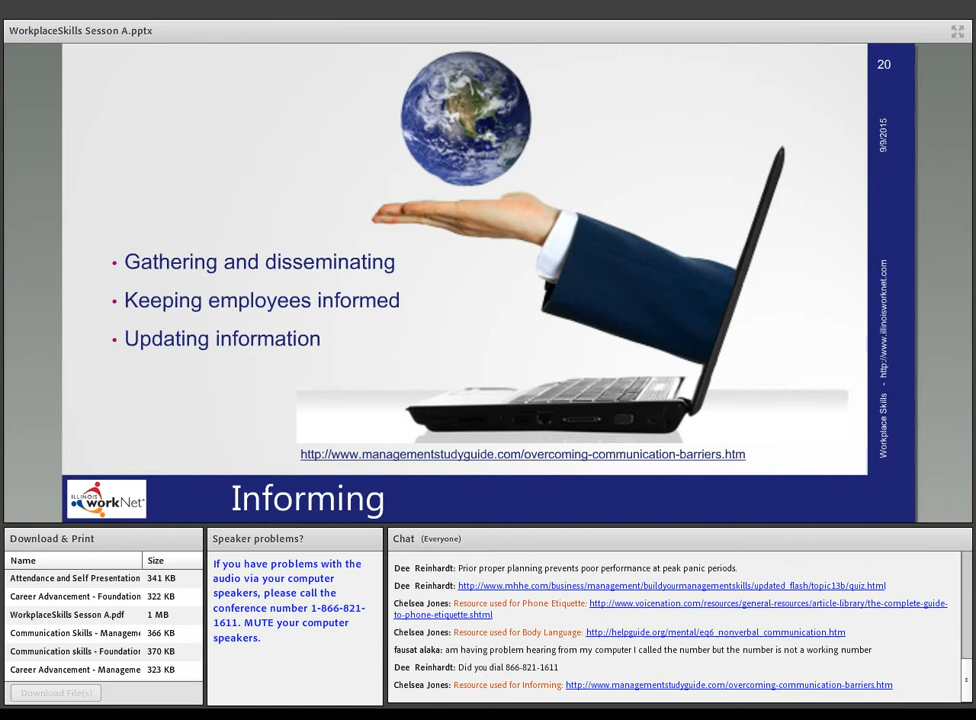 WorkplaceSkills Sesson A.pptx
20
9/9/2015
Workplace Skills - http://www.illinoisworknet.com
• Gathering and disseminating
• Keeping employees informed
• Updating information
http://www.managementstudyguide.com/overcoming-communication-barriers.htm
ILLINOIS
workNet
Informing
Download & Print
Name Size
Attendance and Self Presentation 341 KB
Career Advancement - Foundation 322 KB
WorkplaceSkills Sesson A.pdf 1 MB
Communication Skills - Manageme 366 KB
Communication skills - Foundation 370 KB
Career Advancement - Manageme 323 KB
Download File(s)
Speaker problems?
If you have problems with the
audio via your computer
speakers, please call the
conference number 1-866-821-
1611. MUTE your computer
speakers.
Chat (Everyone)
Dee Reinhardt: Prior proper planning prevents poor performance at peak panic periods.
Dee Reinhardt: http://www.mhhe.com/business/management/buildyourmanagementskills/updated_flash/topic13b/quiz.html
Chelsea Jones: Resource used for Phone Etiquette: http://www.voicenation.com/resources/general-resources/article-library/the-complete-guide-
to-phone-etiquette.shtml
Chelsea Jones: Resource used for Body Language: http://helpguide.org/mental/eq6_nonverbal_communication.htm
fausat alaka: am having problem hearing from my computer I called the number but the number is not a working number
Dee Reinhardt: Did you dial 866-821-1611
Chelsea Jones: Resource used for Informing: http://www.managementstudyguide.com/overcoming-communication-barriers.htm